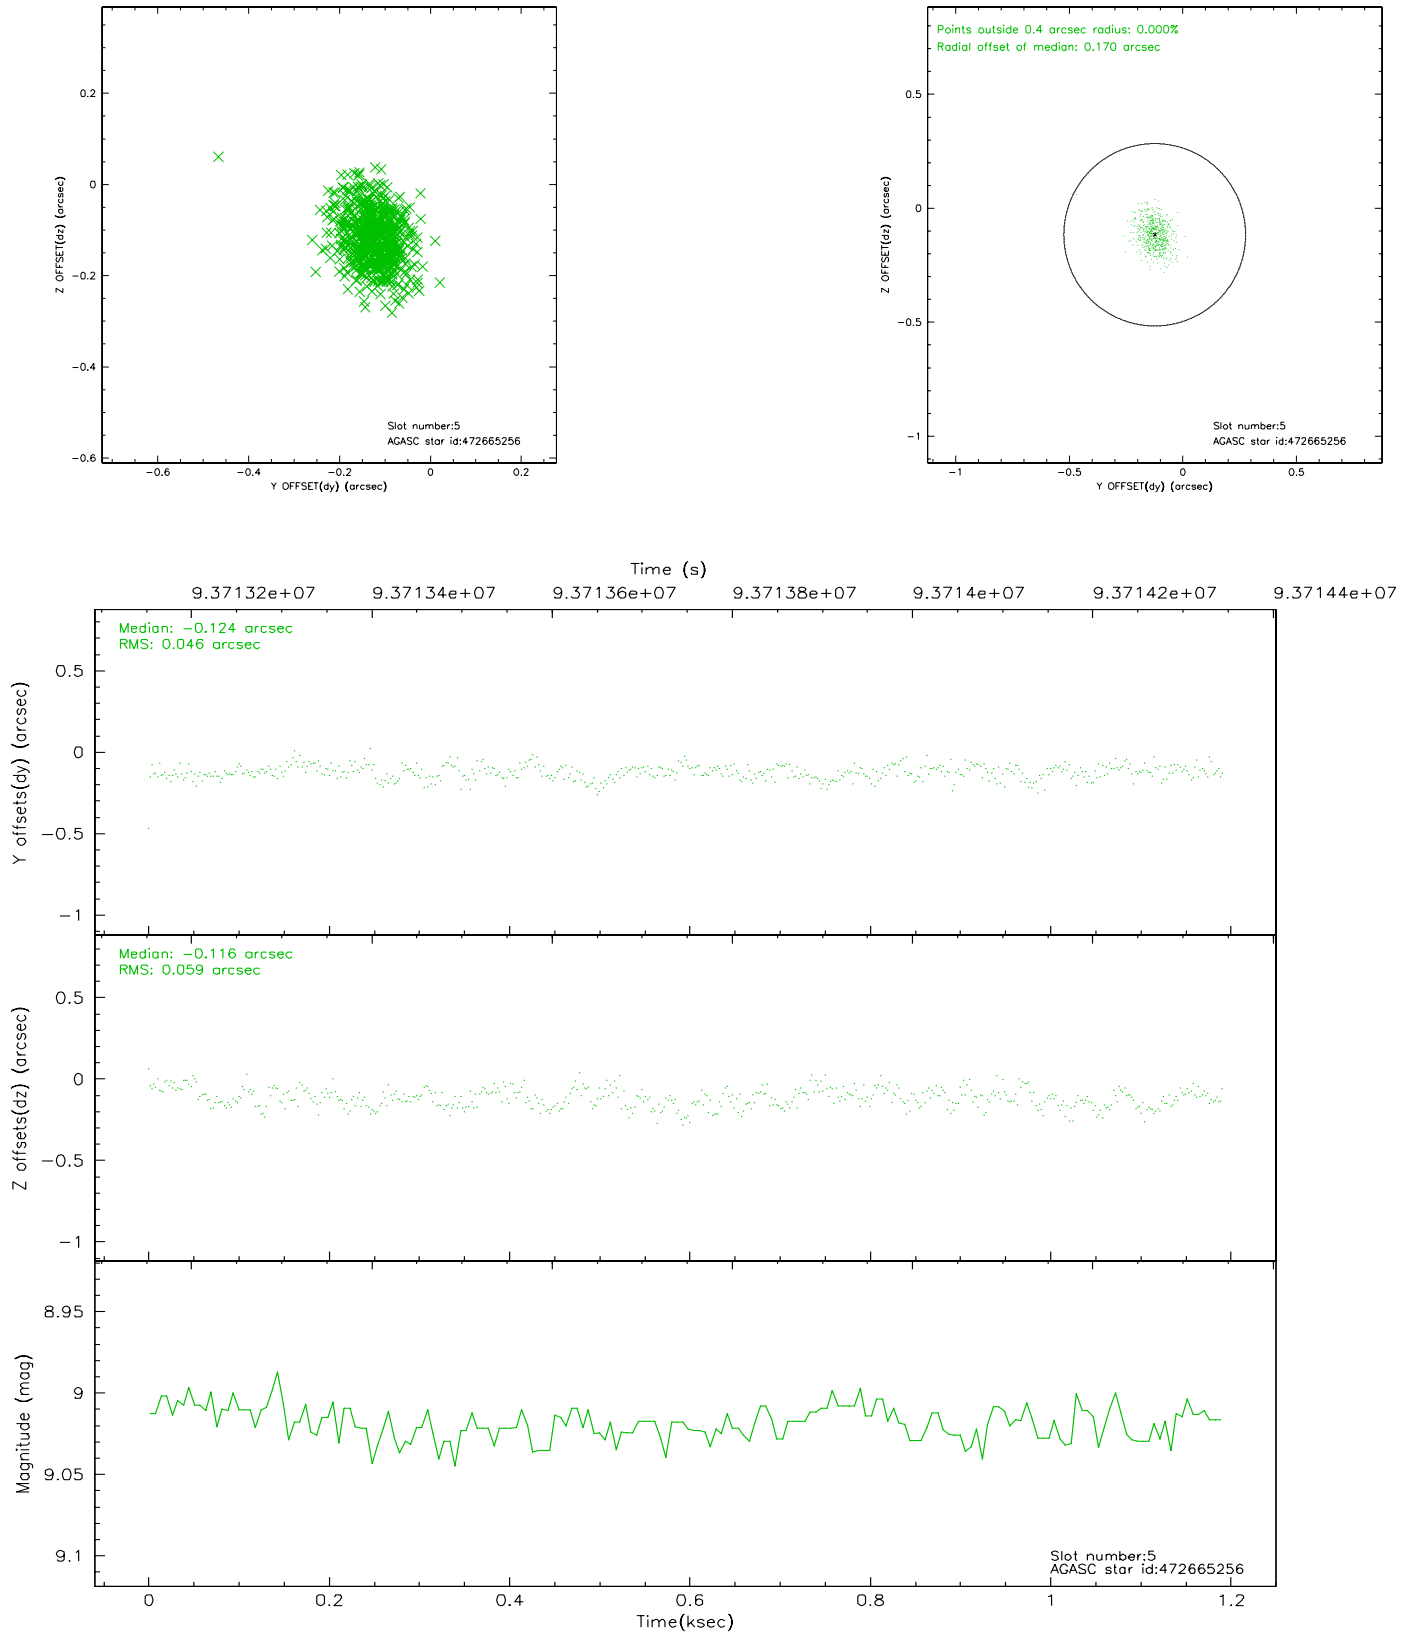 0.2
0
-0.2
-0.4
-0.6
Z OFFSET(dz) (arcsec)
Slot number:5
AGASC star id:472665256
-0.6 -0.4 -0.2 0 0.2
Y OFFSET(dy) (arcsec)
Points outside 0.4 arcsec radius: 0.000%
Radial offset of median: 0.170 arcsec
0.5
0
-0.5
-1
Z OFFSET(dz) (arcsec)
Slot number:5
AGASC star id:472665256
-1 -0.5 0 0.5
Y OFFSET(dy) (arcsec)
Time (s)
9.37132e+07 9.37134e+07 9.37136e+07 9.37138e+07 9.3714e+07 9.37142e+07 9.37144e+07
Median: -0.124 arcsec
RMS: 0.046 arcsec
0.5
0
-0.5
-1
Y offsets(dy) (arcsec)
Median: -0.116 arcsec
RMS: 0.059 arcsec
0.5
0
-0.5
-1
Z offsets(dz) (arcsec)
8.95
9
9.05
9.1
Magnitude (mag)
Slot number:5
AGASC star id:472665256
0 0.2 0.4 0.6 0.8 1 1.2
Time(ksec)